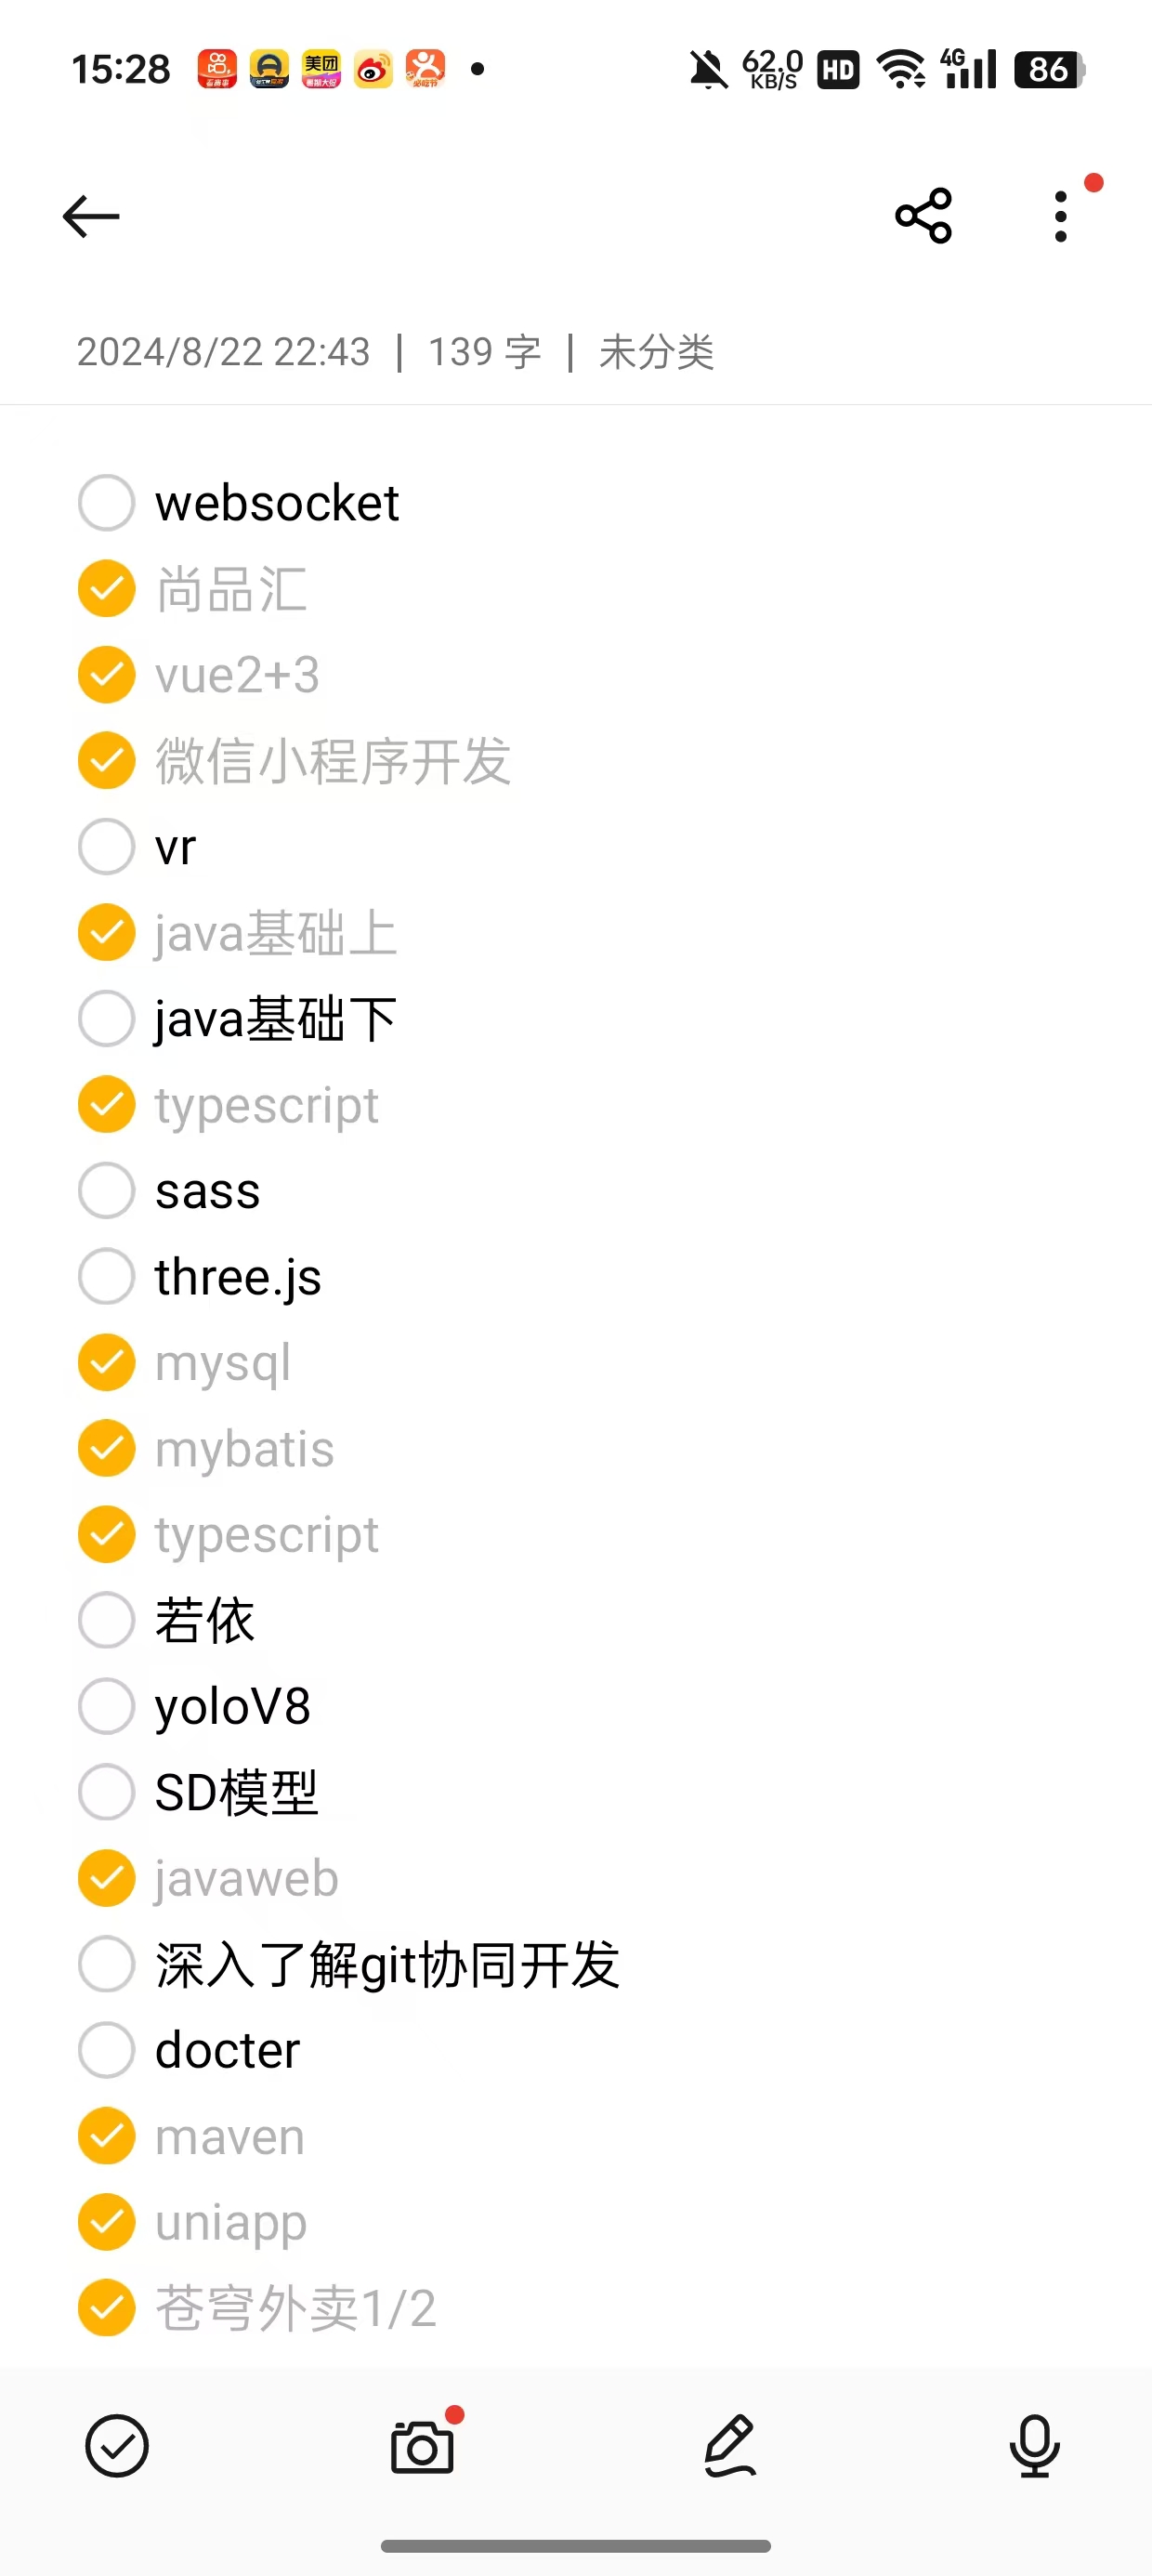 15:28
美团
62.0
KB/S
HD
4G
86
2024/8/22 22:43 | 139 字 | 未分类
websocket
尚品汇
vue2+3
微信小程序开发
vr
java基础上
java基础下
typescript
sass
three.js
mysql
mybatis
typescript
若依
yoloV8
SD模型
javaweb
深入了解git协同开发
docter
maven
uniapp
苍穹外卖1/2